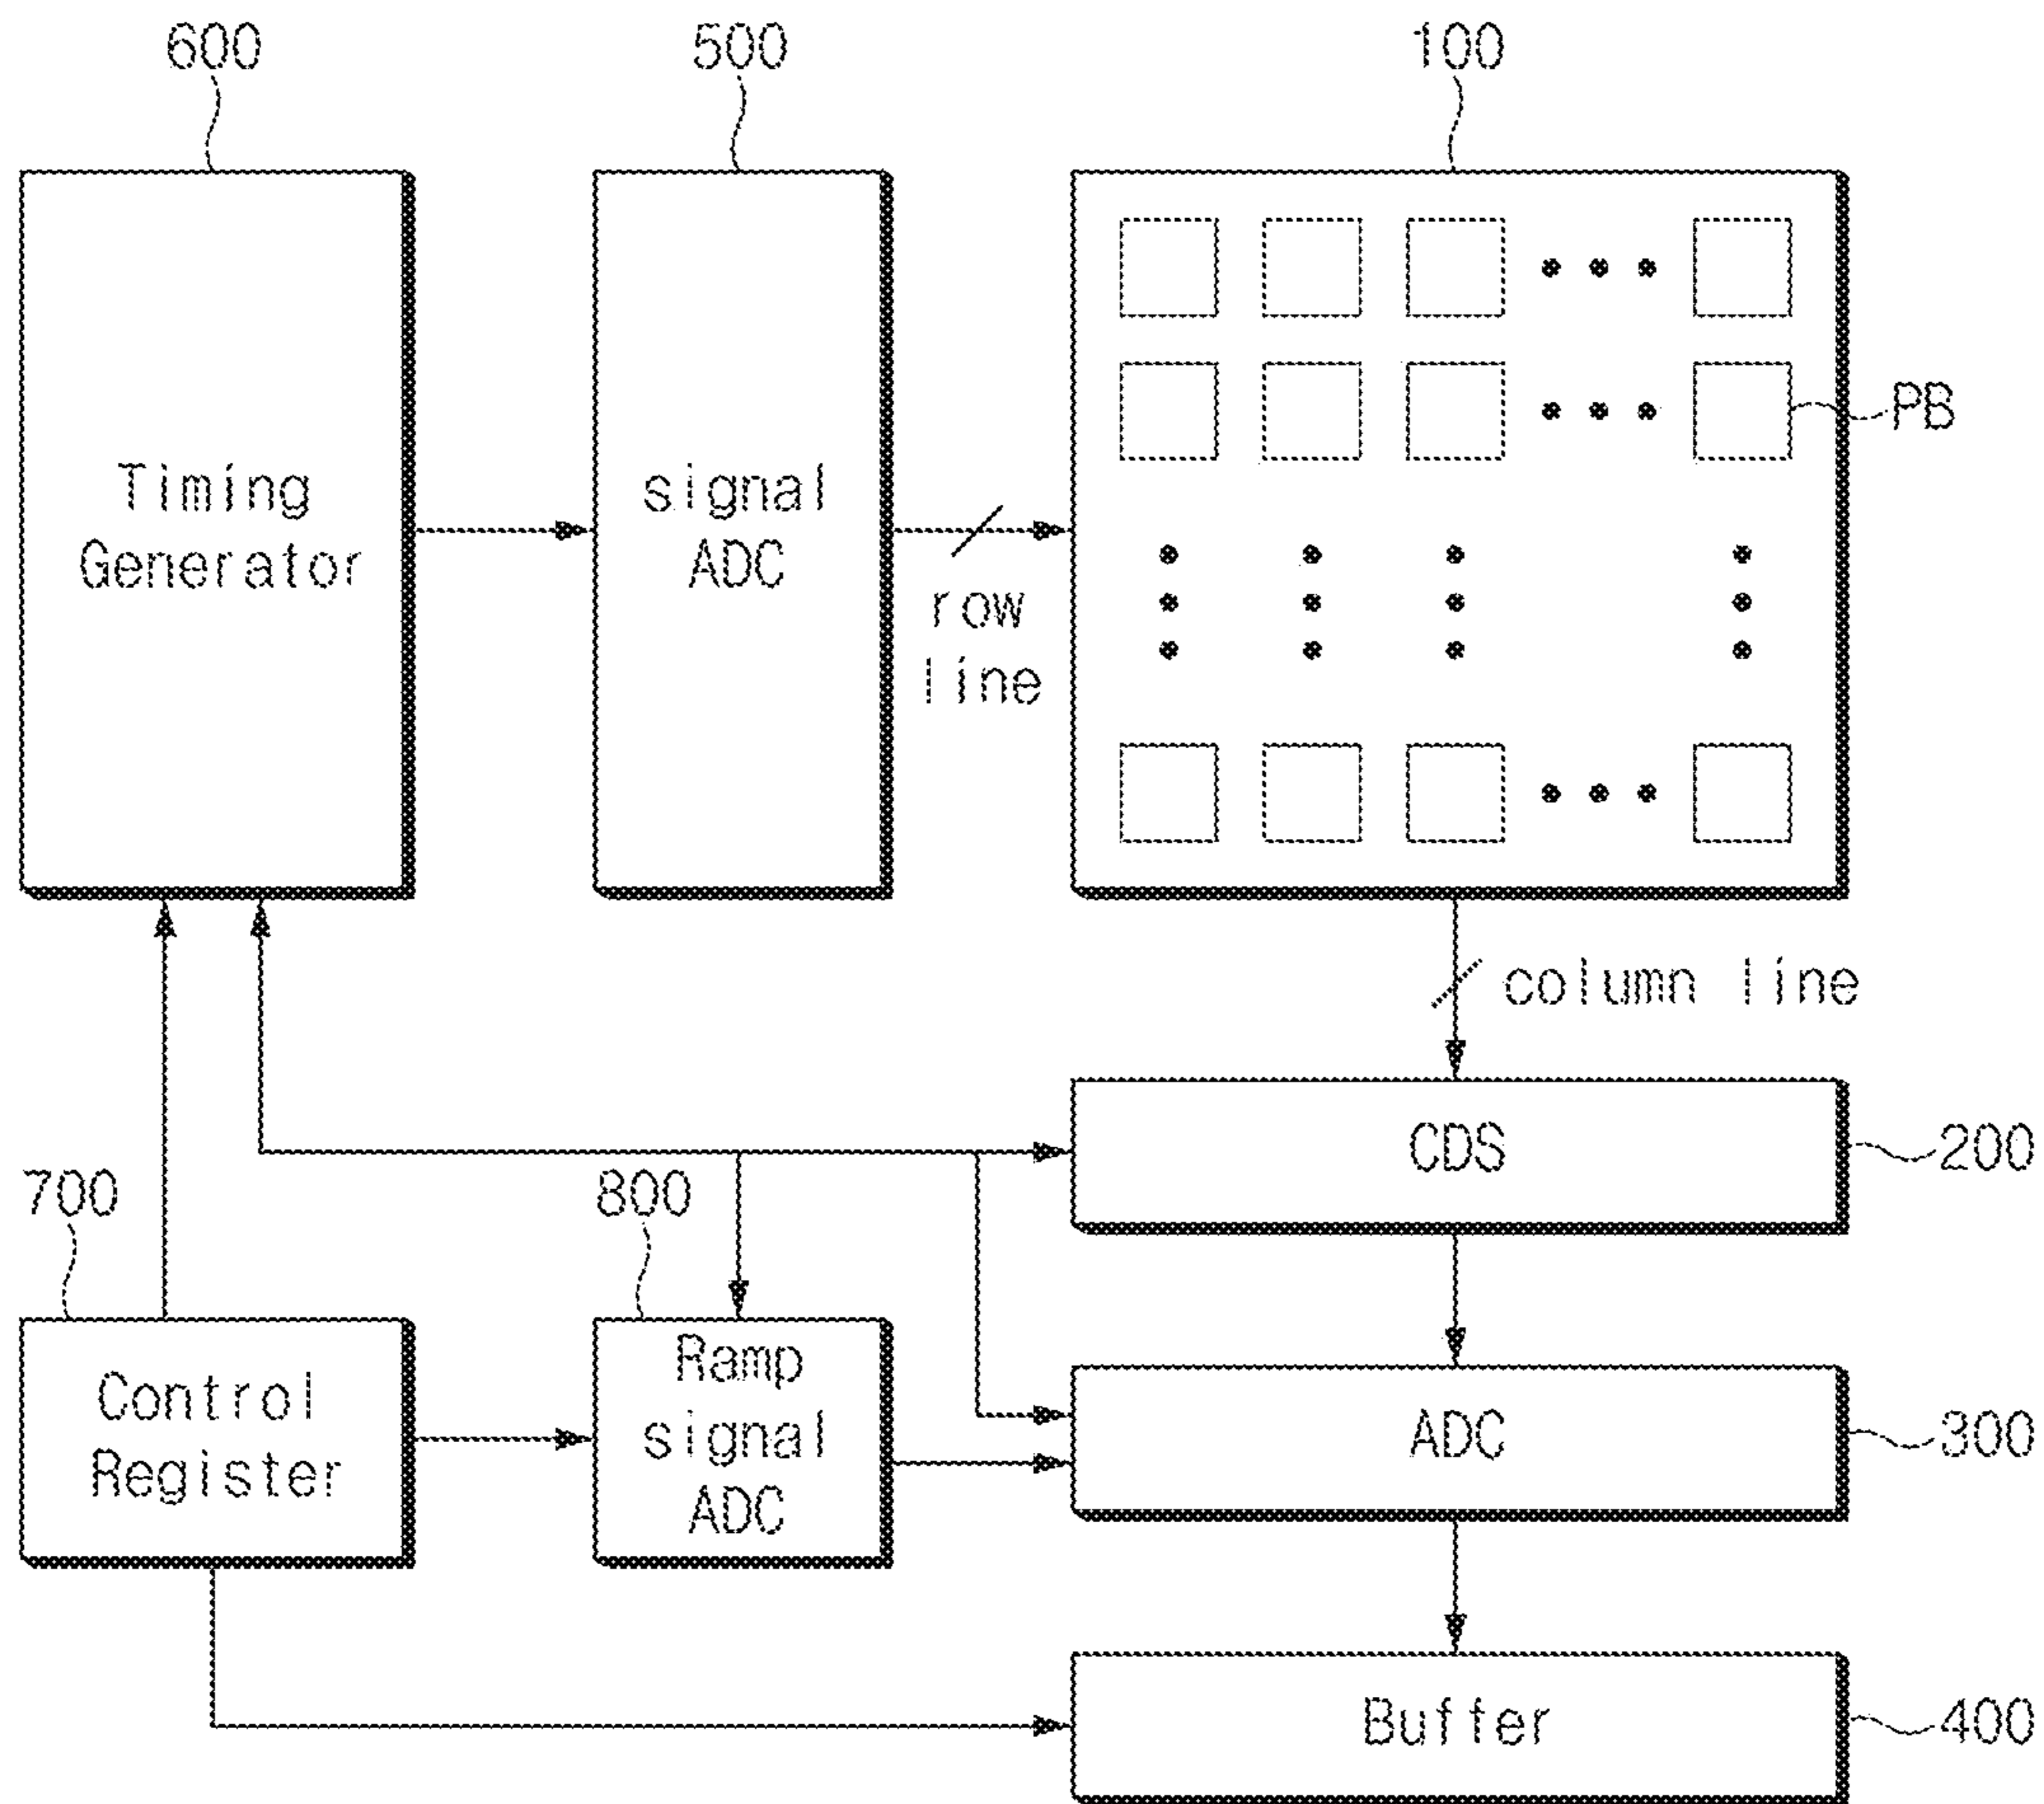 600
500
100
Timing
Generator
signal
ADC
row
line
PB
column line
CDS
200
700
800
Control
Register
Ramp
signal
ADC
ADC
300
Buffer
400